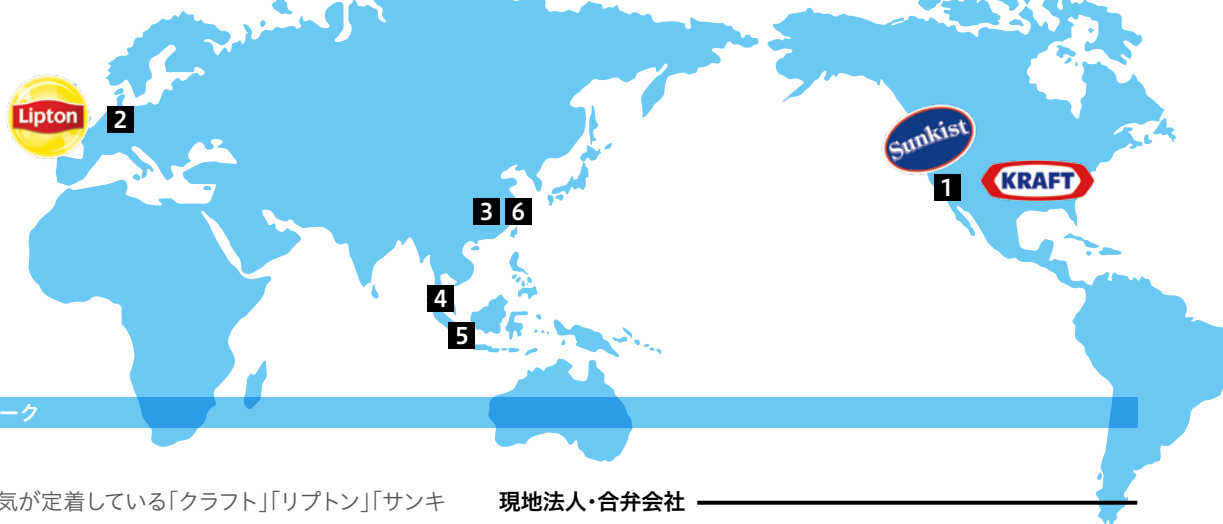 Lipton
2
Sunkist
KRAFT
1
3 6
4
5
ーク
気が定着している「クラフト」「リプトン」「サンキ
現地法人・合弁会社